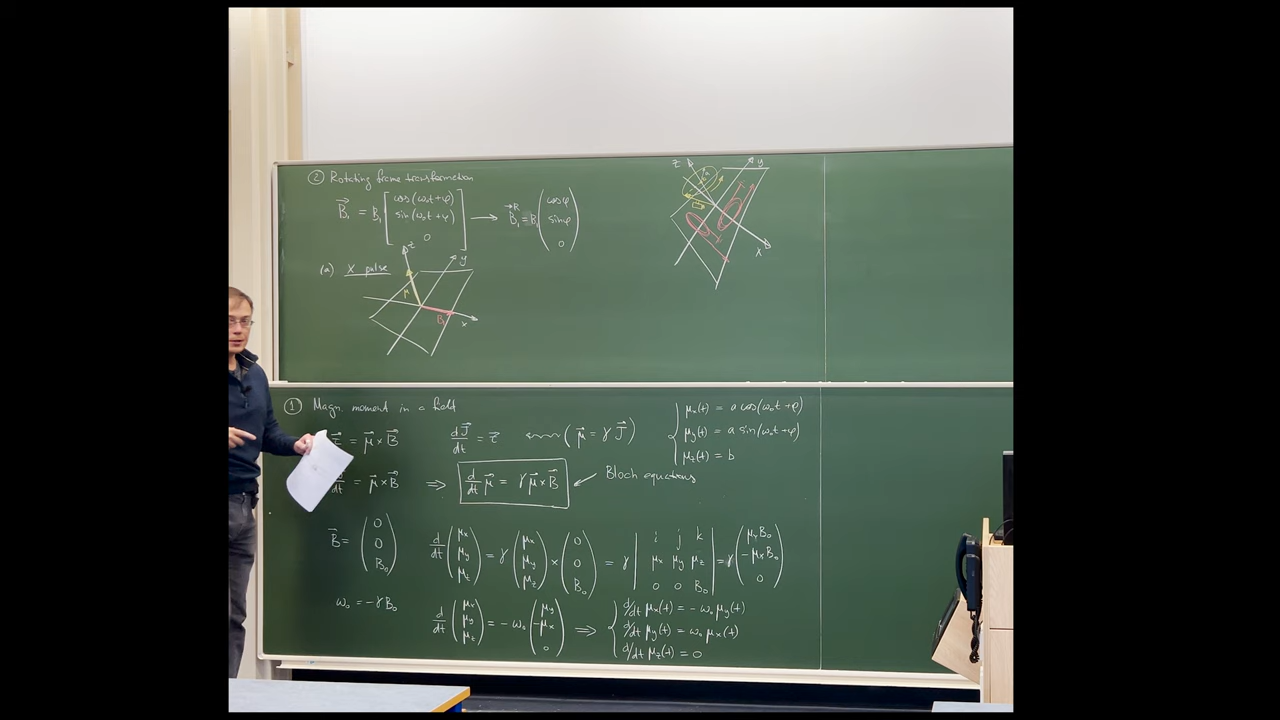 ② Rotating frame transformation
B⃗₁ = B₁ [cos(ω₀t+φ) sin(ω₀t+φ) 0] → B⃗₁ᴿ = B₁ (cosφ sinφ 0)
(a) X pulse
z y μ B₁ x
z y x
① Magn. moment in a field
τ⃗ = μ⃗ × B⃗ dJ⃗/dt = τ⃗ (μ⃗ = γ J⃗)
{ μx(t) = a cos(ω₀t+φ)
μy(t) = a sin(ω₀t+φ)
μz(t) = b
/dt = μ⃗ × B⃗ ⇒ d/dt μ⃗ = γ μ⃗ × B⃗ Bloch equations
B⃗ = (0 0 B₀) d/dt (μx μy μz) = γ (μx μy μz) × (0 0 B₀) = γ | i j k μx μy μz 0 0 B₀ | = γ (μyB₀ -μxB₀ 0)
ω₀ = -γB₀ d/dt (μx μy μz) = -ω₀ (μy -μx 0) ⇒ { d/dt μx(t) = -ω₀ μy(t)
d/dt μy(t) = ω₀ μx(t)
d/dt μz(t) = 0